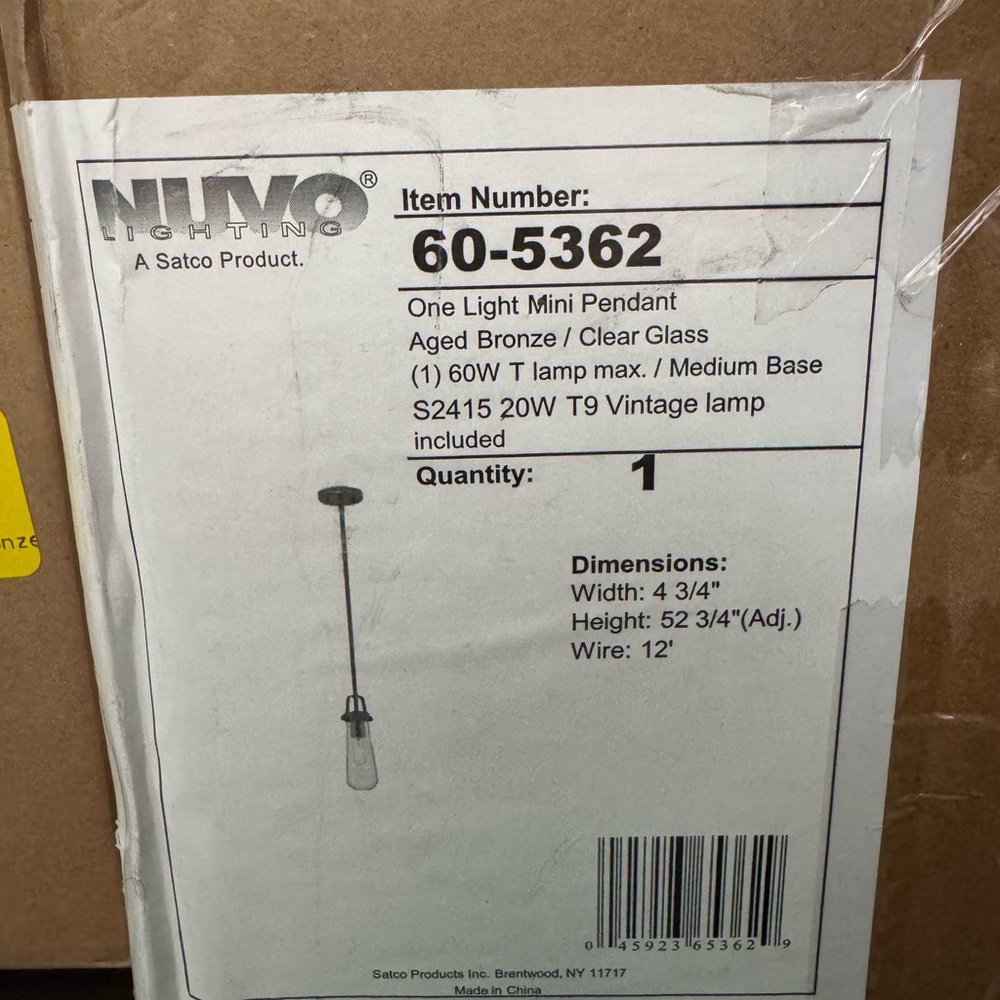 NUVO®
LIGHTING
A Satco Product.
Item Number:
60-5362
One Light Mini Pendant
Aged Bronze / Clear Glass
(1) 60W T lamp max. / Medium Base
S2415 20W T9 Vintage lamp
included
Quantity: 1
Dimensions:
Width: 4 3/4"
Height: 52 3/4"(Adj.)
Wire: 12'
0 45923 65362 9
Satco Products Inc. Brentwood, NY 11717
Made in China